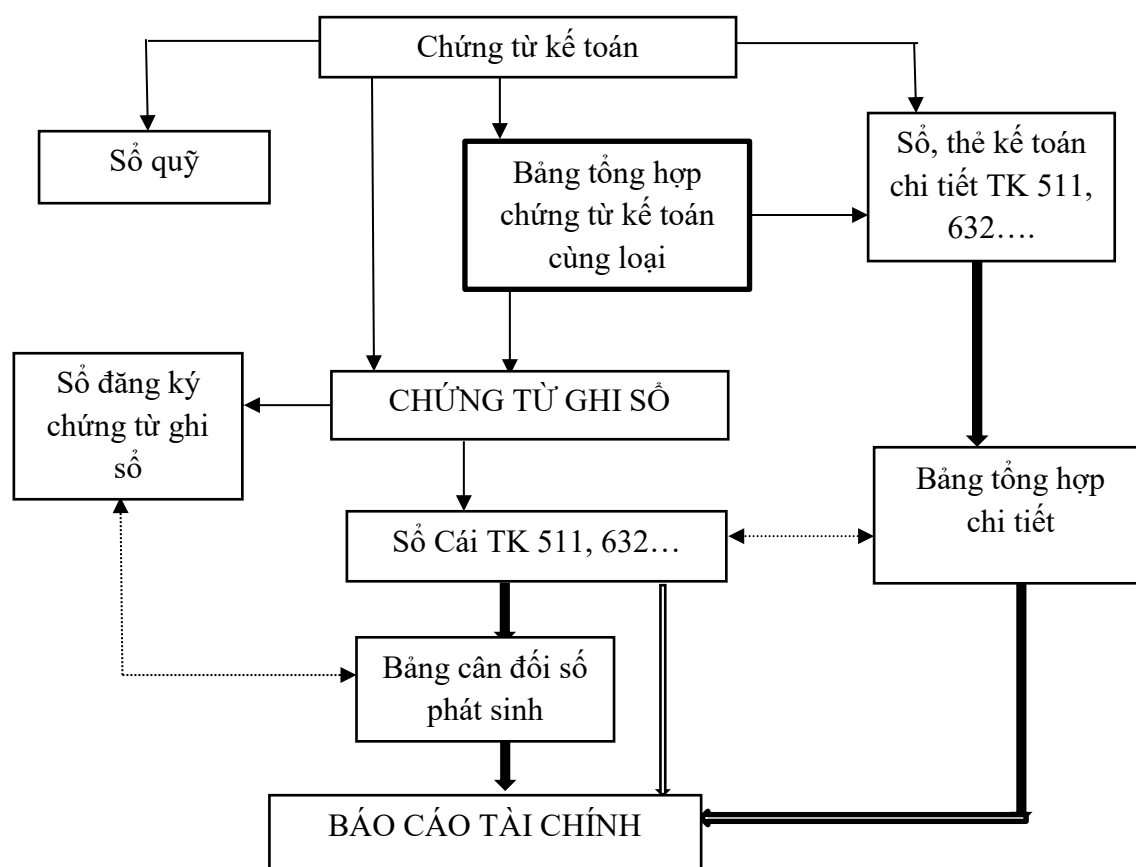 Chứng từ kế toán
Sổ quỹ
Bảng tổng hợp
chứng từ kế toán
cùng loại
Sổ, thẻ kế toán
chi tiết TK 511,
632….
Sổ đăng ký
chứng từ ghi
sổ
CHỨNG TỪ GHI SỔ
Bảng tổng hợp
chi tiết
Sổ Cái TK 511, 632…
Bảng cân đối số
phát sinh
BÁO CÁO TÀI CHÍNH